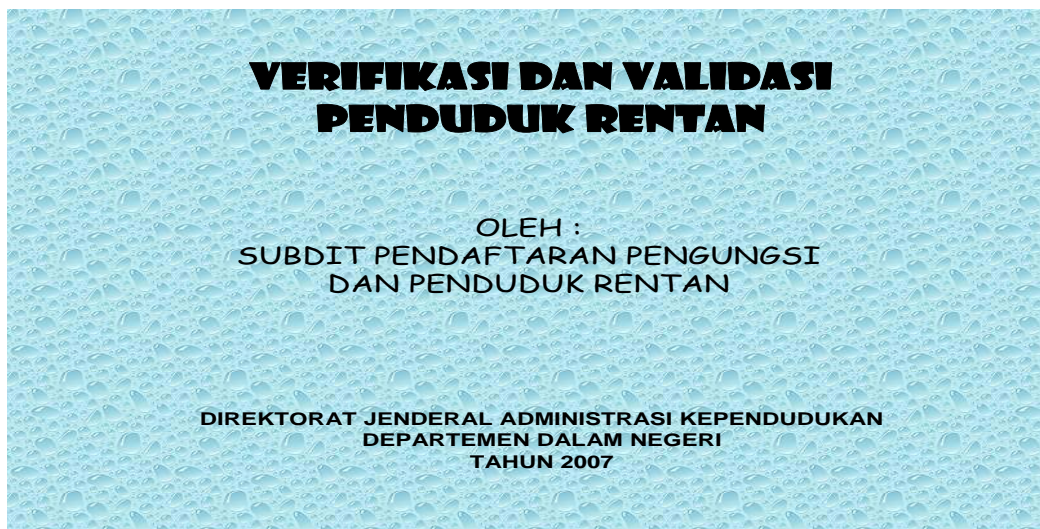 VERIFIKASI DAN VALIDASI
PENDUDUK RENTAN
OLEH :
SUBDIT PENDAFTARAN PENGUNGSI
DAN PENDUDUK RENTAN
DIREKTORAT JENDERAL ADMINISTRASI KEPENDUDUKAN
DEPARTEMEN DALAM NEGERI
TAHUN 2007